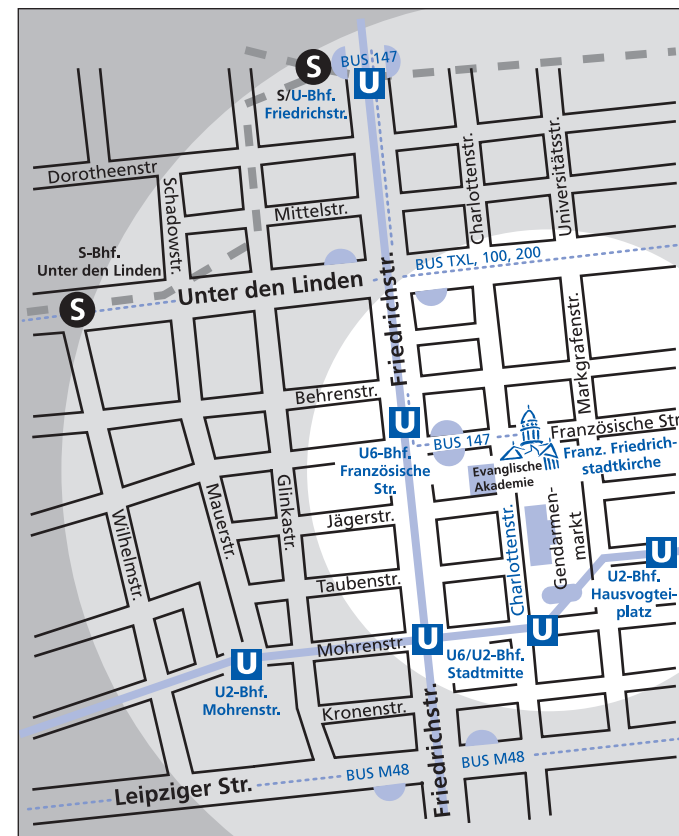 BUS 147
S
U
S/U-Bhf.
Friedrichstr.
Dorotheenstr
Schadowstr.
Mittelstr.
Charlottenstr.
Universitätsstr.
S-Bhf.
Unter den Linden
S
BUS TXL, 100, 200
Unter den Linden
Friedrichstr.
Markgrafenstr.
Behrenstr.
U
BUS 147
Französische Str
U6-Bhf.
Französische
Str.
Evanglische
Akademie
Franz. Friedrich-
stadtkirche
Wilhelmstr.
Mauerstr.
Glinkastr.
Jägerstr.
Charlottenstr.
Gendarmen-
markt
Taubenstr.
U
U2-Bhf.
Hausvogtei-
platz
Mohrenstr.
U
U
U
U6/U2-Bhf.
Stadtmitte
U2-Bhf.
Mohrenstr.
Kronenstr.
Friedrichstr.
BUS M48
BUS M48
Leipziger Str.